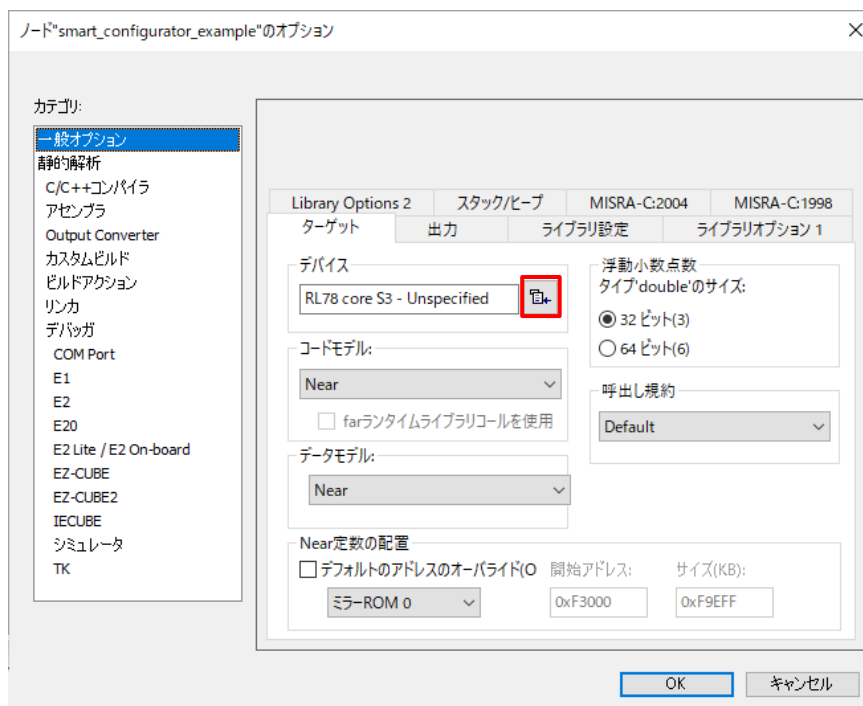 ノード"smart_configurator_example"のオプション
カテゴリ:
一般オプション
静的解析
C/C++コンパイラ
アセンブラ
Output Converter
カスタムビルド
ビルドアクション
リンカ
デバッガ
COM Port
E1
E2
E20
E2 Lite / E2 On-board
EZ-CUBE
EZ-CUBE2
IECUBE
シミュレータ
TK
Library Options 2 スタック/ヒープ MISRA-C:2004 MISRA-C:1998
ターゲット 出力 ライブラリ設定 ライブラリオプション 1
デバイス
RL78 core S3 - Unspecified
コードモデル:
Near
farランタイムライブラリコールを使用
データモデル:
Near
浮動小数点数
タイプ'double'のサイズ:
32 ビット(3)
64 ビット(6)
呼出し規約
Default
Near定数の配置
デフォルトのアドレスのオーバライド(O 開始アドレス: サイズ(KB):
ミラーROM 0 0xF3000 0xF9EFF
OK キャンセル